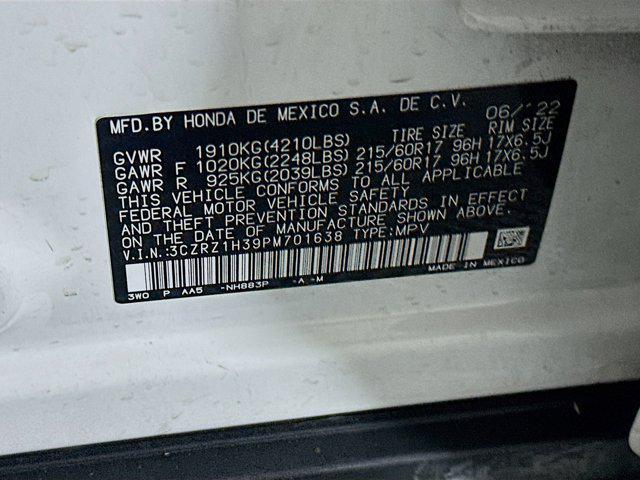 MFD.BY HONDA DE MEXICO S.A. DE C.V. 06/'22
TIRE SIZE RIM SIZE
GVWR 1910KG(4210LBS)
GAWR F 1020KG(2248LBS) 215/60R17 96H 17X6.5J
GAWR R 925KG(2039LBS) 215/60R17 96H 17X6.5J
THIS VEHICLE CONFORMS TO ALL APPLICABLE
FEDERAL MOTOR VEHICLE SAFETY
AND THEFT PREVENTION STANDARDS IN EFFECT
ON THE DATE OF MANUFACTURE SHOWN ABOVE.
V.I.N.:3CZRZ1H39PM701638 TYPE:MPV
MADE IN MEXICO
3W0 P AA5 -NH883P -A -M